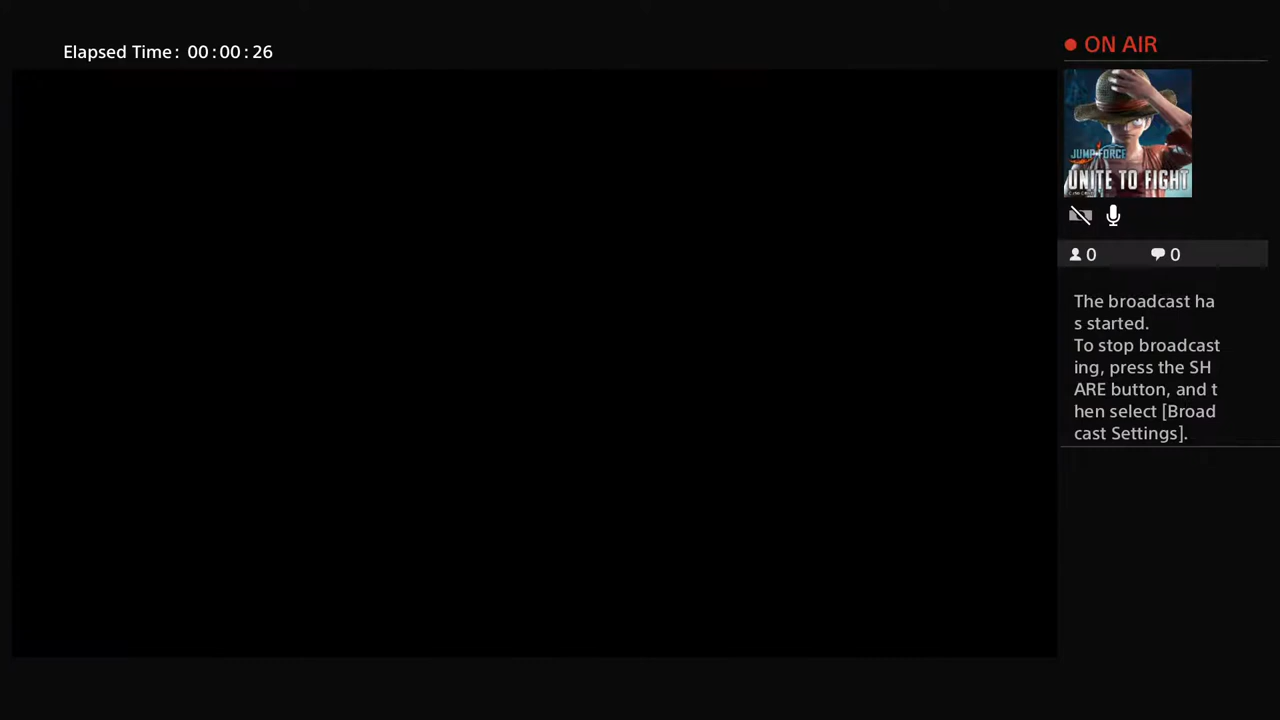 Elapsed Time: 00:00:26
ON AIR
JUMP FORCE
UNITE TO FIGHT
0
0
The broadcast ha
s started.
To stop broadcast
ing, press the SH
ARE button, and t
hen select [Broad
cast Settings].